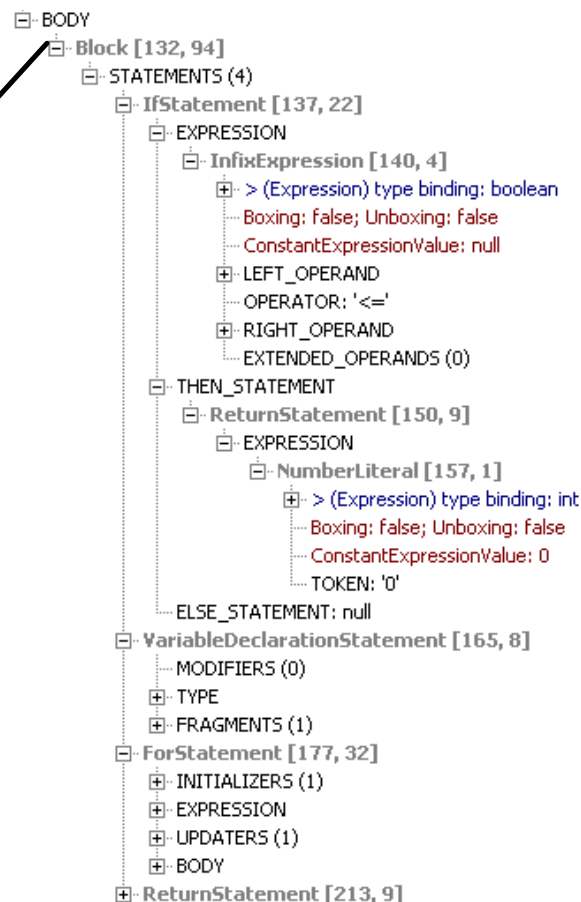 BODY
Block [132, 94]
STATEMENTS (4)
IfStatement [137, 22]
EXPRESSION
InfixExpression [140, 4]
> (Expression) type binding: boolean
Boxing: false; Unboxing: false
ConstantExpressionValue: null
LEFT_OPERAND
OPERATOR: '<='
RIGHT_OPERAND
EXTENDED_OPERANDS (0)
THEN_STATEMENT
ReturnStatement [150, 9]
EXPRESSION
NumberLiteral [157, 1]
> (Expression) type binding: int
Boxing: false; Unboxing: false
ConstantExpressionValue: 0
TOKEN: '0'
ELSE_STATEMENT: null
VariableDeclarationStatement [165, 8]
MODIFIERS (0)
TYPE
FRAGMENTS (1)
ForStatement [177, 32]
INITIALIZERS (1)
EXPRESSION
UPDATERS (1)
BODY
ReturnStatement [213, 9]